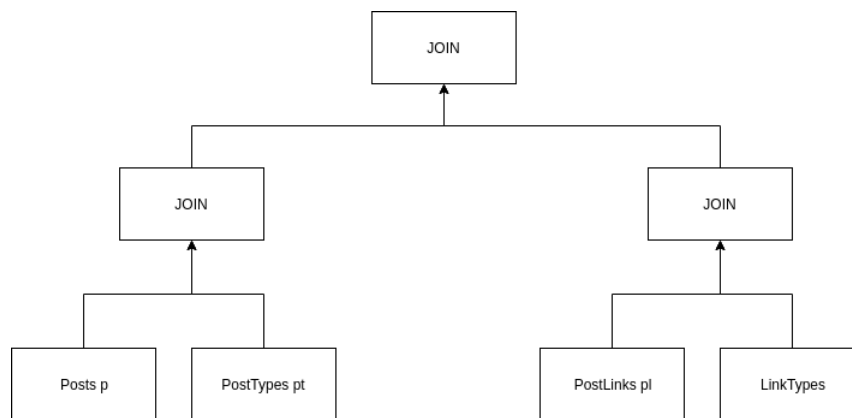 JOIN
JOIN
JOIN
Posts p
PostTypes pt
PostLinks pl
LinkTypes